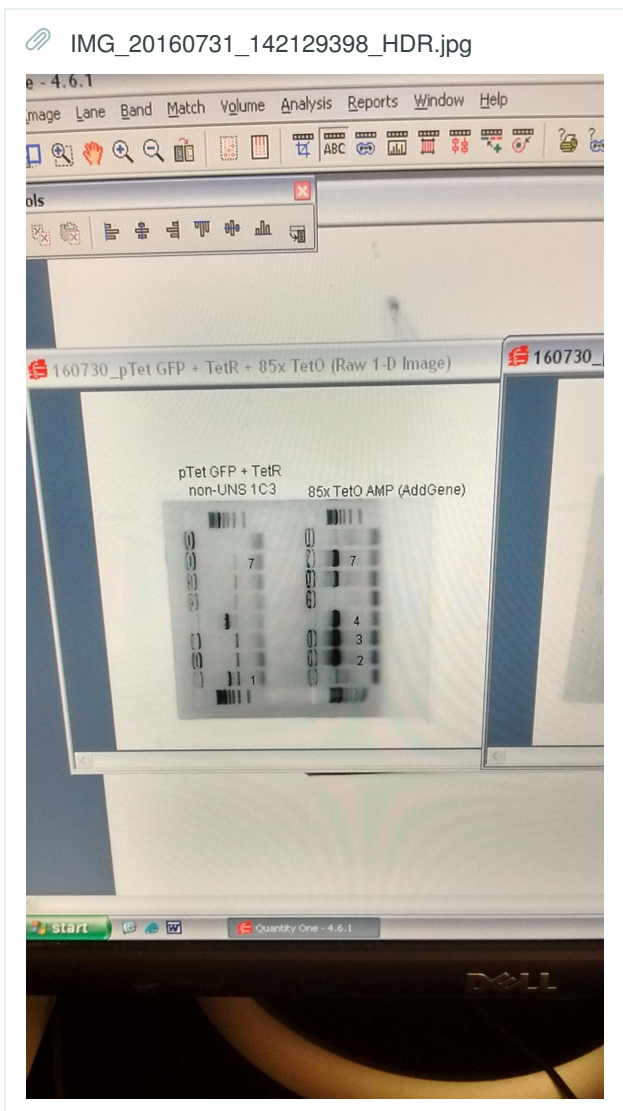 IMG_20160731_142129398_HDR.jpg
e - 4.6.1
mage Lane Band Match Volume Analysis Reports Window Help
ABC
ols
160730_pTet GFP + TetR + 85x TetO (Raw 1-D Image)
160730_
pTet GFP + TetR
non-UNS 1C3
85x TetO AMP (AddGene)
7
7
4
3
2
1
start
Quantity One - 4.6.1
DELL